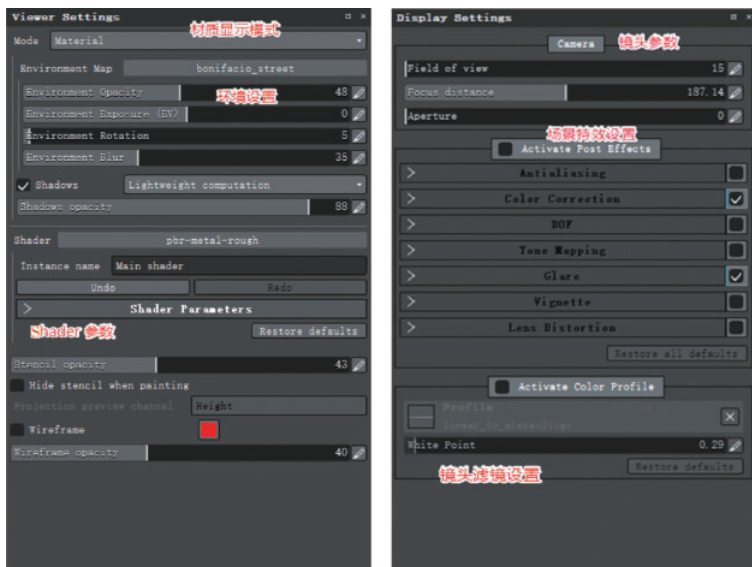 Viewer Settings
材质显示模式
Mode Material
Environment Map bonifacio_street
Environment Opacity 48
环境设置
Environment Exposure (EV) 0
Environment Rotation 5
Environment Blur 35
Shadows Lightweight computation
Shadows opacity 88
Shader pbr-metal-rough
Instance name Main shader
Undo Redo
Shader Parameters
Shader 参数
Restore defaults
Stencil opacity 43
Hide stencil when painting
Projection preview channel Height
Wireframe
Wireframe opacity 40
Display Settings
Camera
镜头参数
Field of view 15
Focus distance 187.14
Aperture 0
场景特效设置
Activate Post Effects
Antialiasing
Color Correction
DOF
Tone Mapping
Glare
Vignette
Lens Distortion
Restore all defaults
Activate Color Profile
Profile
White Point 0.29
Restore defaults
镜头滤镜设置